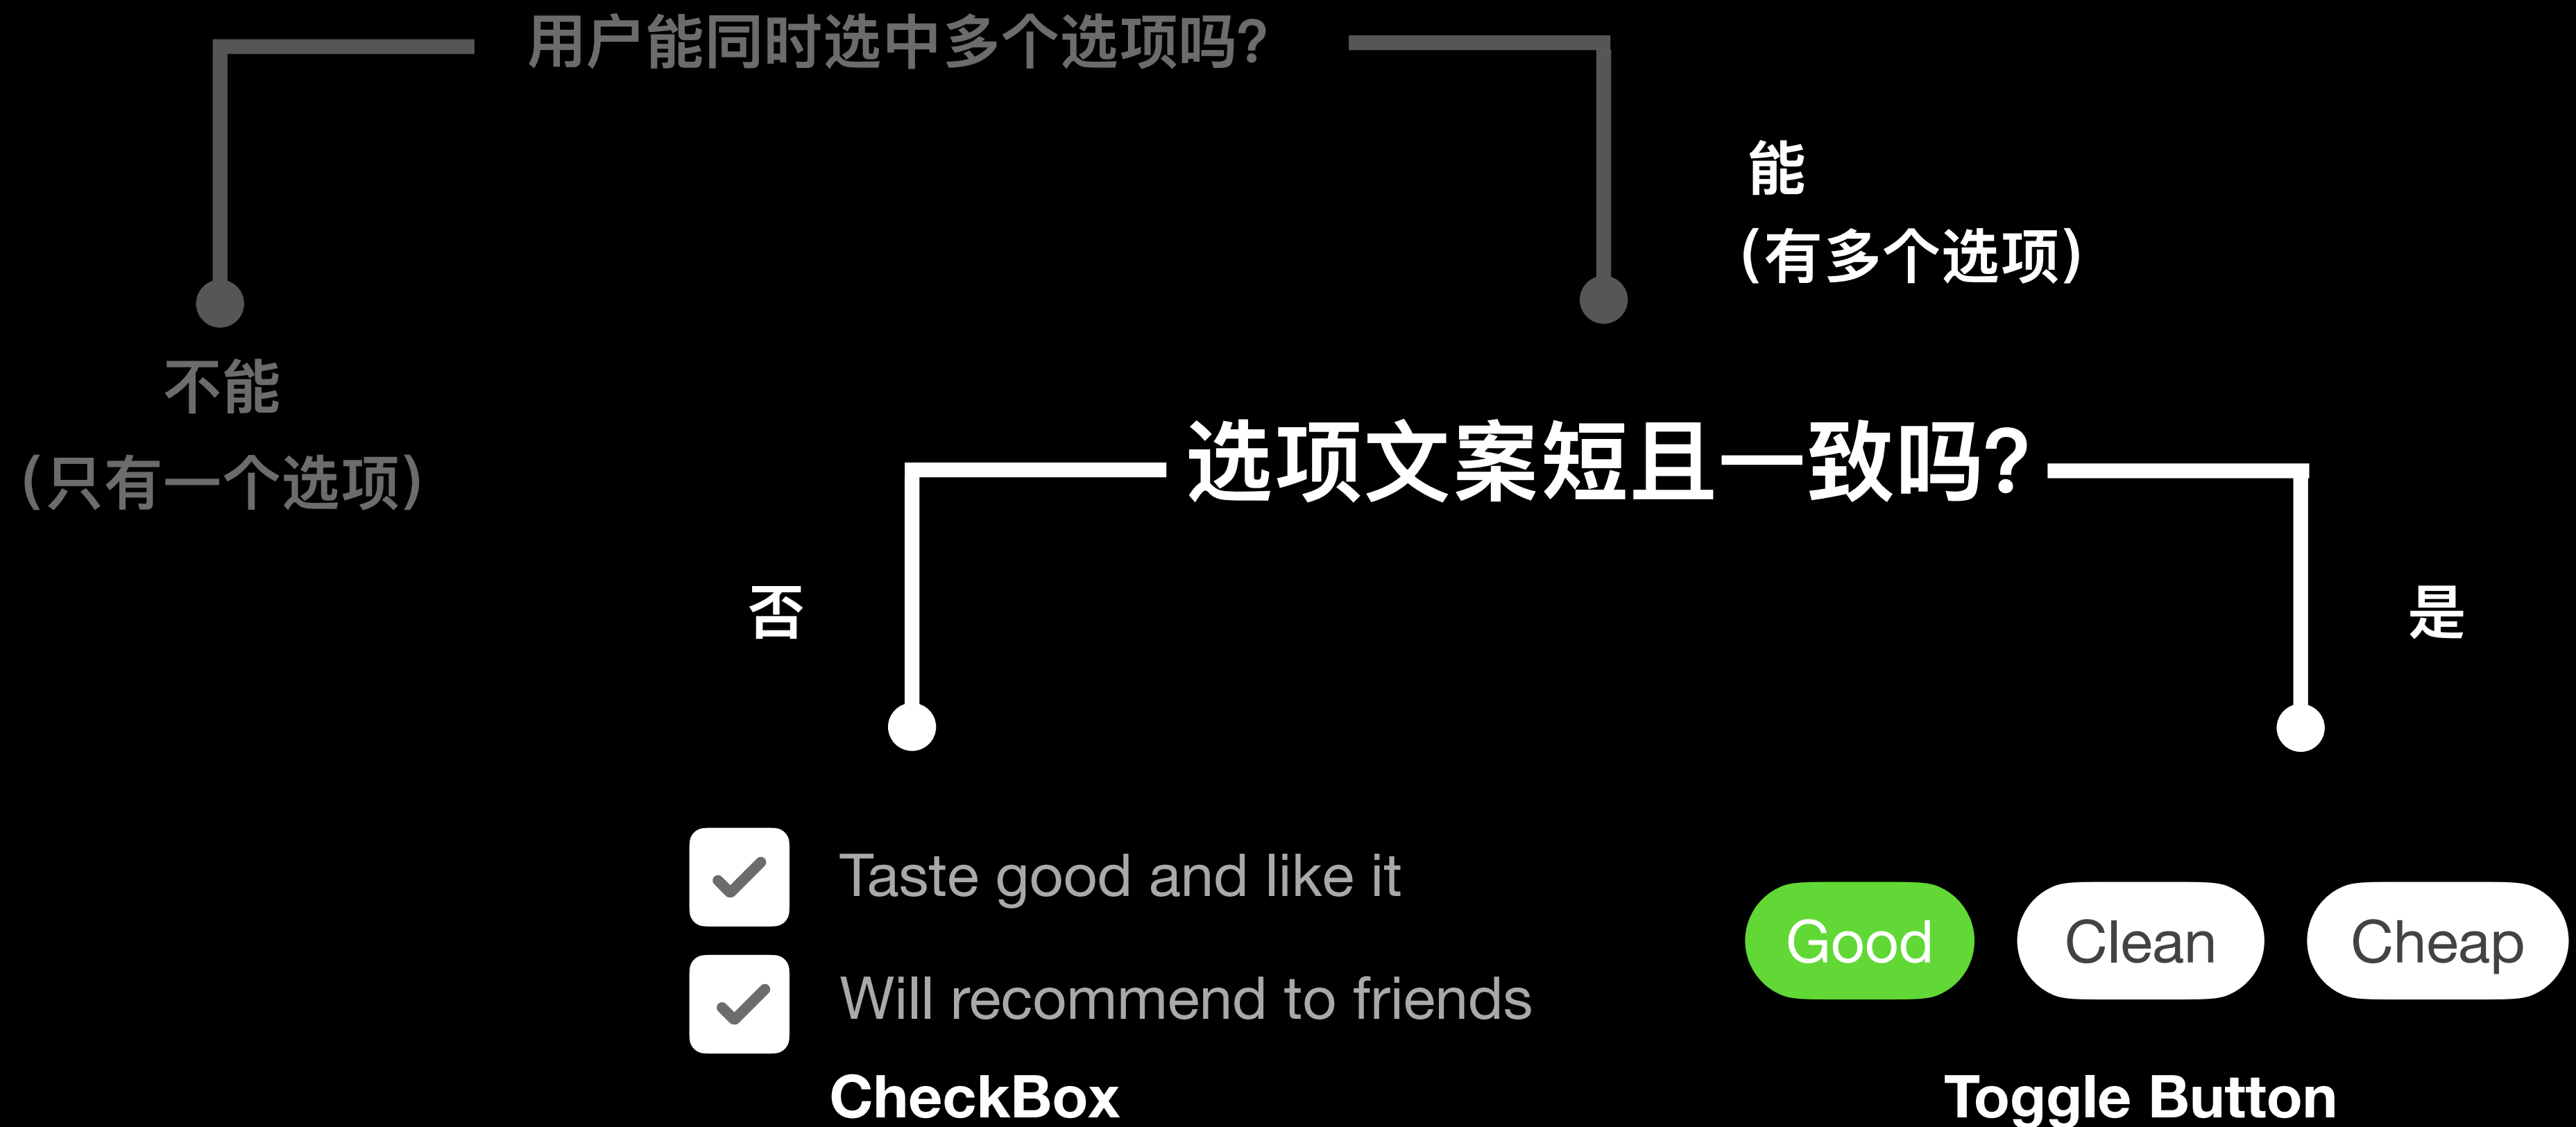 用户能同时选中多个选项吗?
能
(有多个选项)
不能
(只有一个选项)
选项文案短且一致吗?
否
是
Taste good and like it
Will recommend to friends
CheckBox
Good
Clean
Cheap
Toggle Button